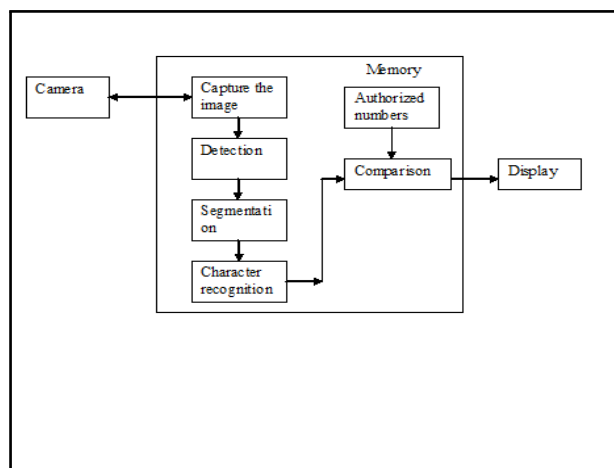 Memory
Camera
Capture the
image
Authorized
numbers
Detection
Comparison
Display
Segmentati
on
Character
recognition